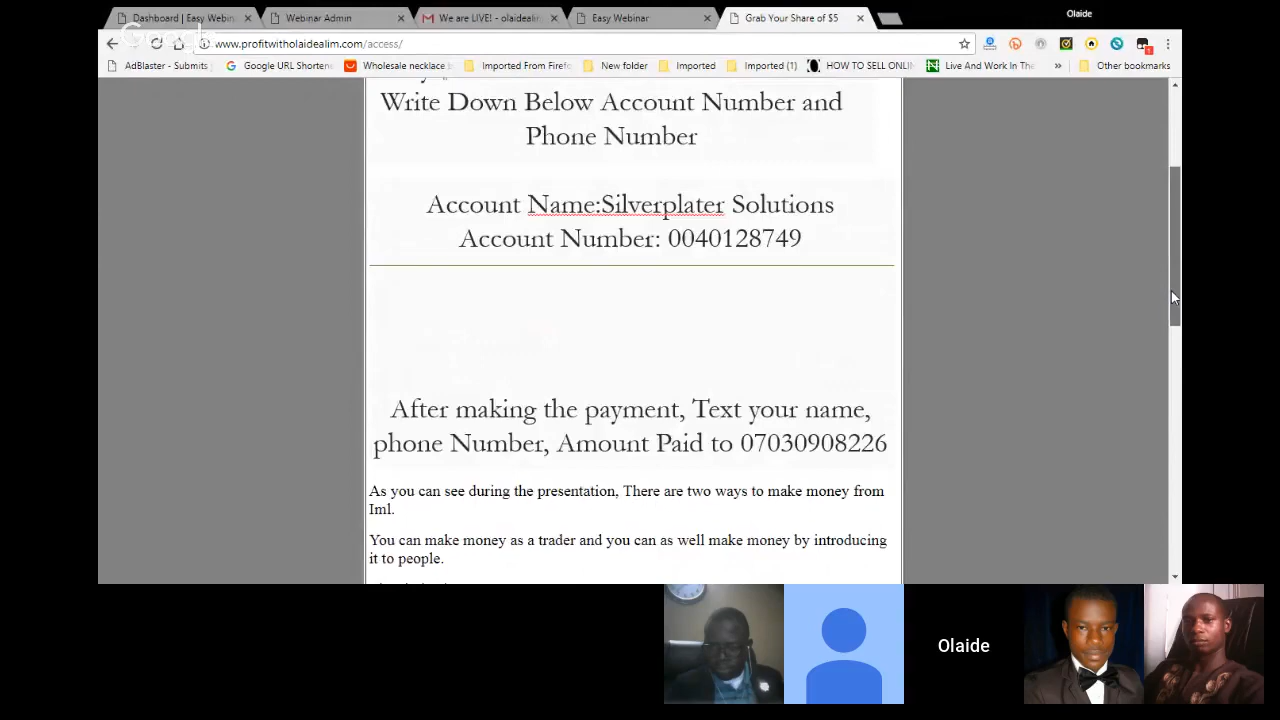 Dashboard | Easy Webin
Webinar Admin
We are LIVE! - olaideali
Easy Webinar
Grab Your Share of $5
Olaide
Google
www.profitwitholaidealim.com/access/
AdBlaster - Submits
Google URL Shortene
Wholesale necklace b
Imported From Firefo
New folder
Imported
Imported (1)
HOW TO SELL ONLI
Live And Work In The
»
Other bookmarks
Write Down Below Account Number and
Phone Number
Account Name:Silverplater Solutions
Account Number: 0040128749
After making the payment, Text your name,
phone Number, Amount Paid to 07030908226
As you can see during the presentation, There are two ways to make money from
Iml.
You can make money as a trader and you can as well make money by introducing
it to people.
Olaide